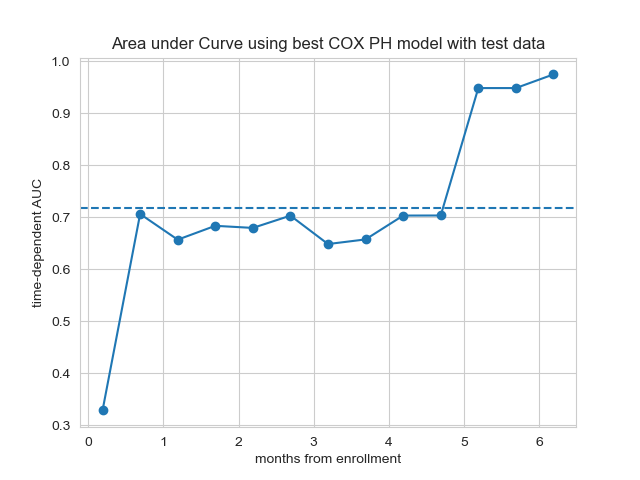 Area under Curve using best COX PH model with test data
time-dependent AUC
1.0
0.9
0.8
0.7
0.6
0.5
0.4
0.3
0 1 2 3 4 5 6
months from enrollment